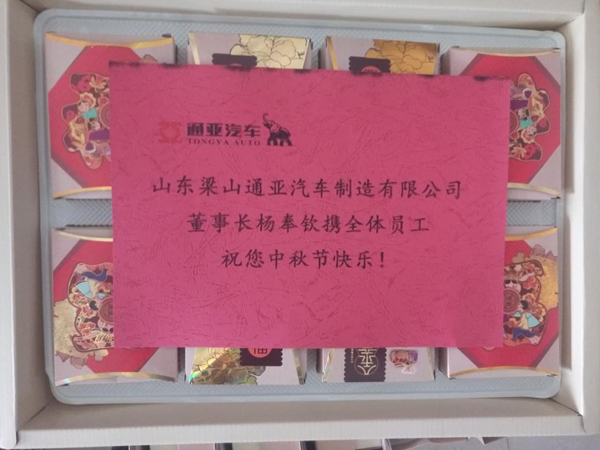 通亚汽车
TONGYA AUTO
山东梁山通亚汽车制造有限公司
董事长杨奉钦携全体员工
祝您中秋节快乐！